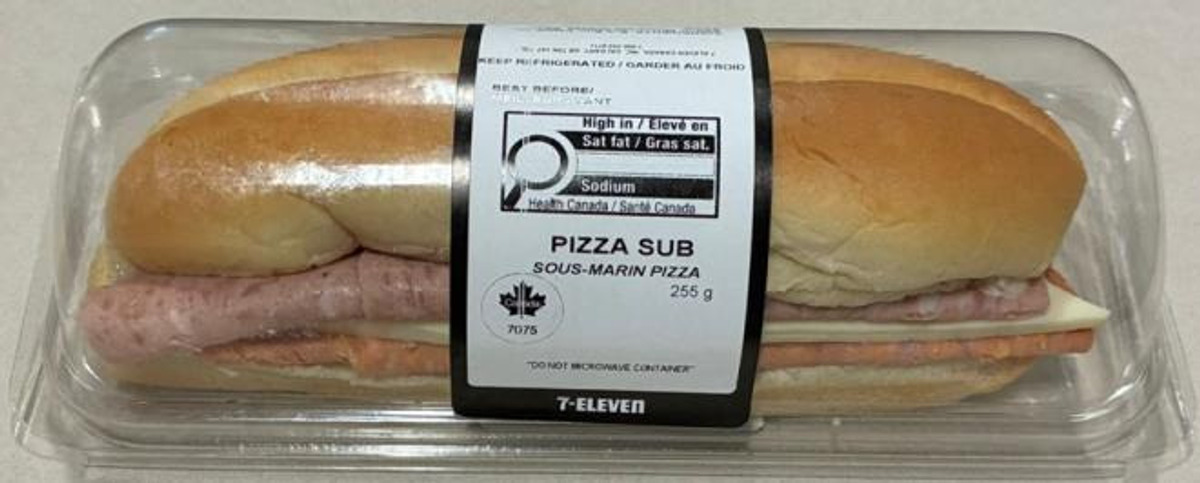 KEEP REFRIGERATED / GARDER AU FROID
BEST BEFORE/
High in / Élevé en
Sat fat / Gras sat.
Sodium
Health Canada / Santé Canada
PIZZA SUB
SOUS-MARIN PIZZA
255 g
Canada
7075
"DO NOT MICROWAVE CONTAINER"
7-ELEVEn